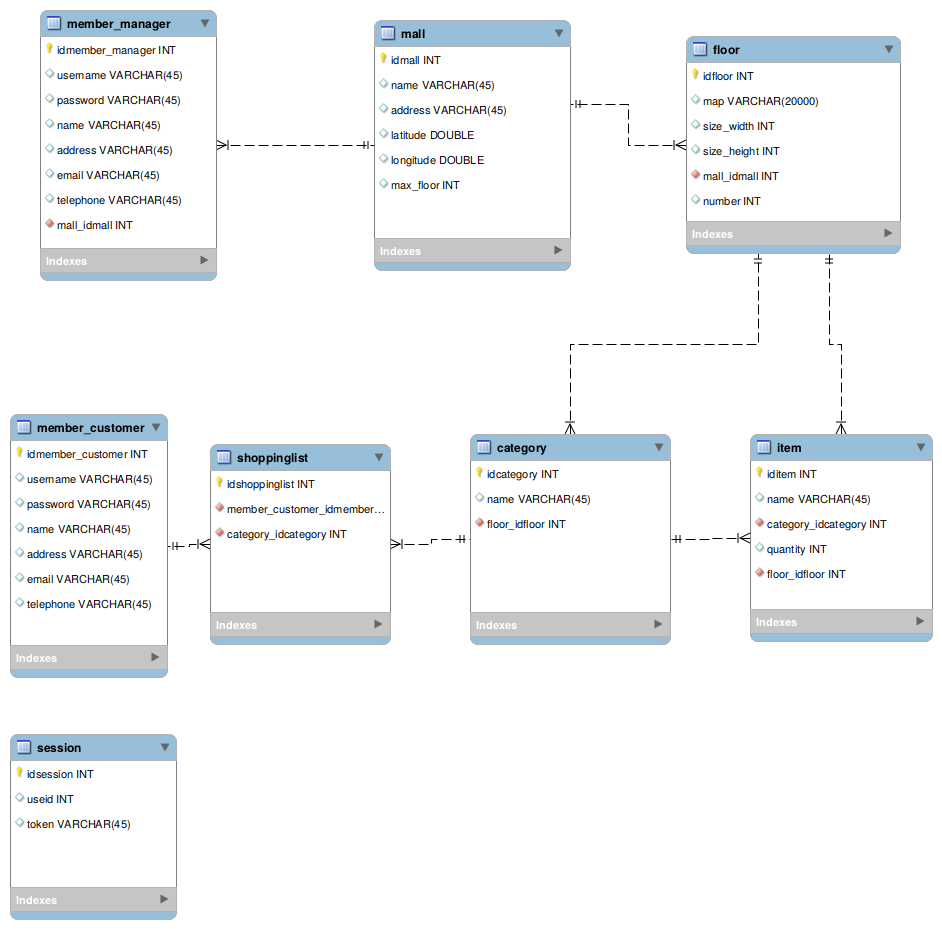 member_manager
idmember_manager INT
username VARCHAR(45)
password VARCHAR(45)
name VARCHAR(45)
address VARCHAR(45)
email VARCHAR(45)
telephone VARCHAR(45)
mall_idmall INT
Indexes
mall
idmall INT
name VARCHAR(45)
address VARCHAR(45)
latitude DOUBLE
longitude DOUBLE
max_floor INT
Indexes
floor
idfloor INT
map VARCHAR(20000)
size_width INT
size_height INT
mall_idmall INT
number INT
Indexes
member_customer
idmember_customer INT
username VARCHAR(45)
password VARCHAR(45)
name VARCHAR(45)
address VARCHAR(45)
email VARCHAR(45)
telephone VARCHAR(45)
Indexes
shoppinglist
idshoppinglist INT
member_customer_idmember...
category_idcategory INT
Indexes
category
idcategory INT
name VARCHAR(45)
floor_idfloor INT
Indexes
item
iditem INT
name VARCHAR(45)
category_idcategory INT
quantity INT
floor_idfloor INT
Indexes
session
idsession INT
useid INT
token VARCHAR(45)
Indexes